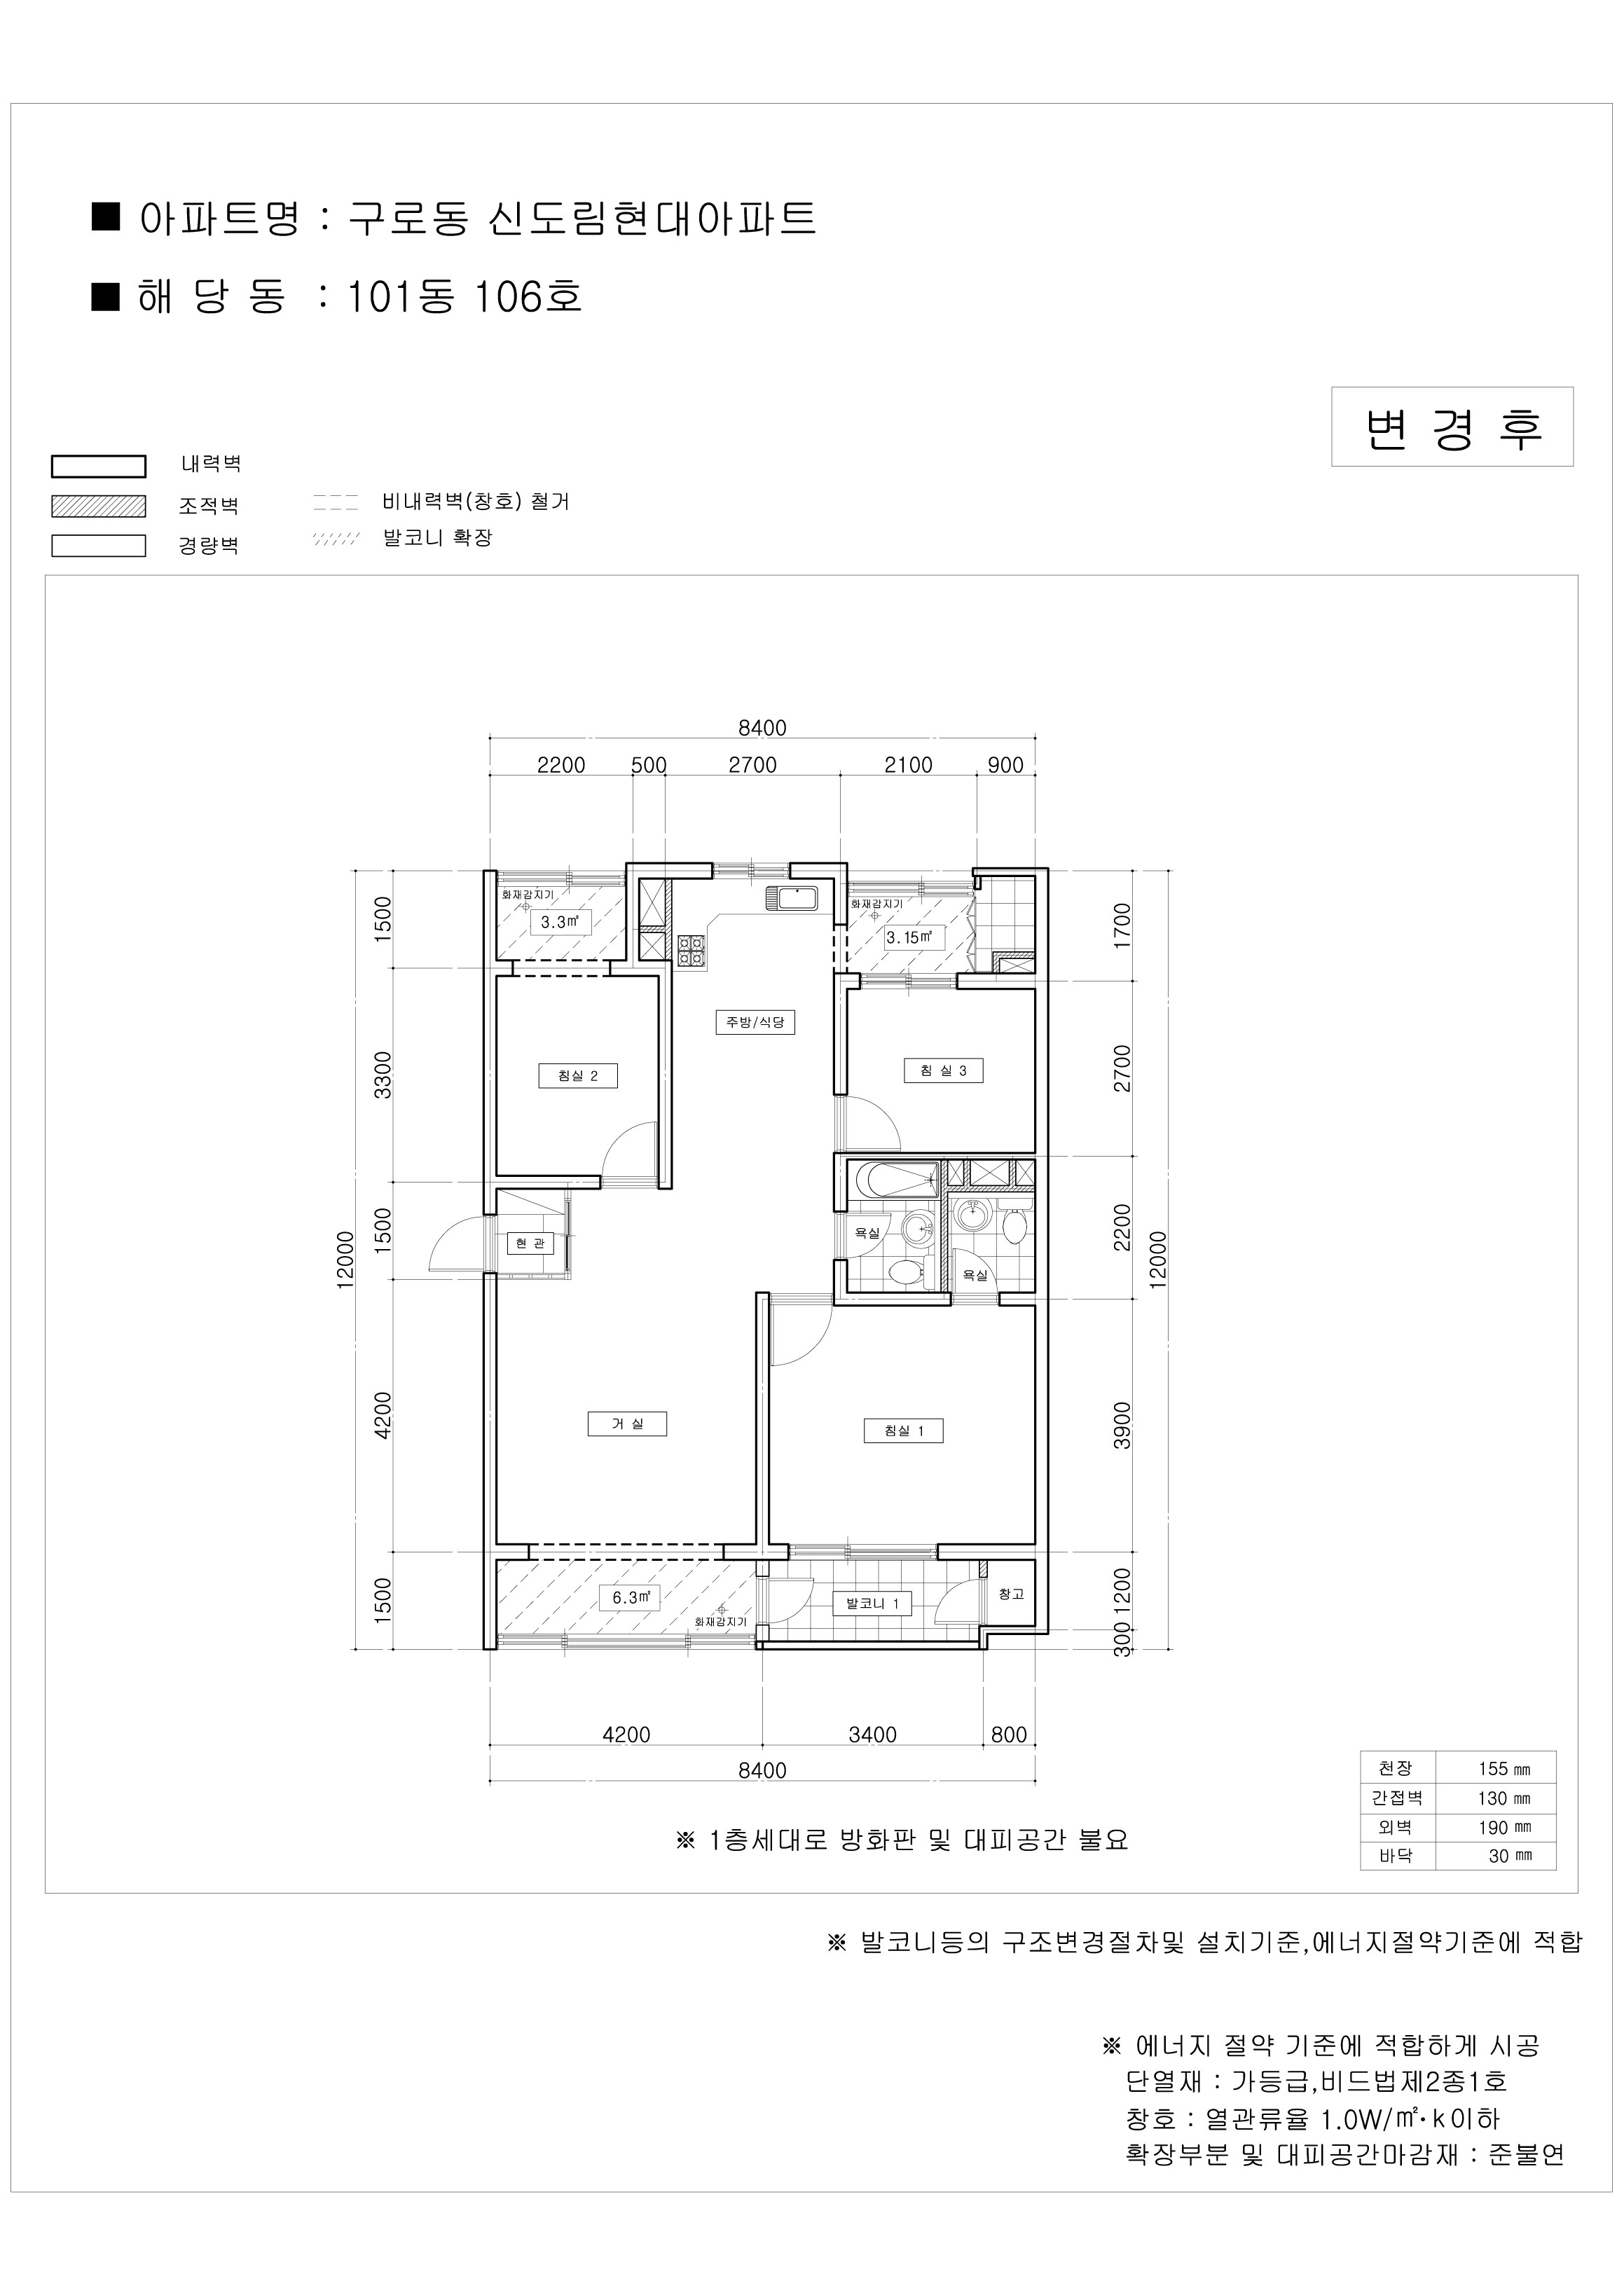 ■ 아파트명 : 구로동 신도림현대아파트
■ 해 당 동 : 101동 106호
변 경 후
내력벽
조적벽
경량벽
비내력벽(창호) 철거
발코니 확장
8400
2200 500 2700 2100 900
1500
3300
1500
4200
1500
12000
1700
2700
2200
3900
1200
300
12000
화재감지기
3.3㎡
화재감지기
3.15㎡
주방/식당
침실 2
침 실 3
현 관
욕실
욕실
거 실
침실 1
6.3㎡
화재감지기
발코니 1
창고
4200 3400 800
8400
※ 1층세대로 방화판 및 대피공간 불요
천장 155 ㎜
간접벽 130 ㎜
외벽 190 ㎜
바닥 30 ㎜
※ 발코니등의 구조변경절차및 설치기준,에너지절약기준에 적합
※ 에너지 절약 기준에 적합하게 시공
단열재 : 가등급,비드법제2종1호
창호 : 열관류율 1.0W/㎡·k이하
확장부분 및 대피공간마감재 : 준불연